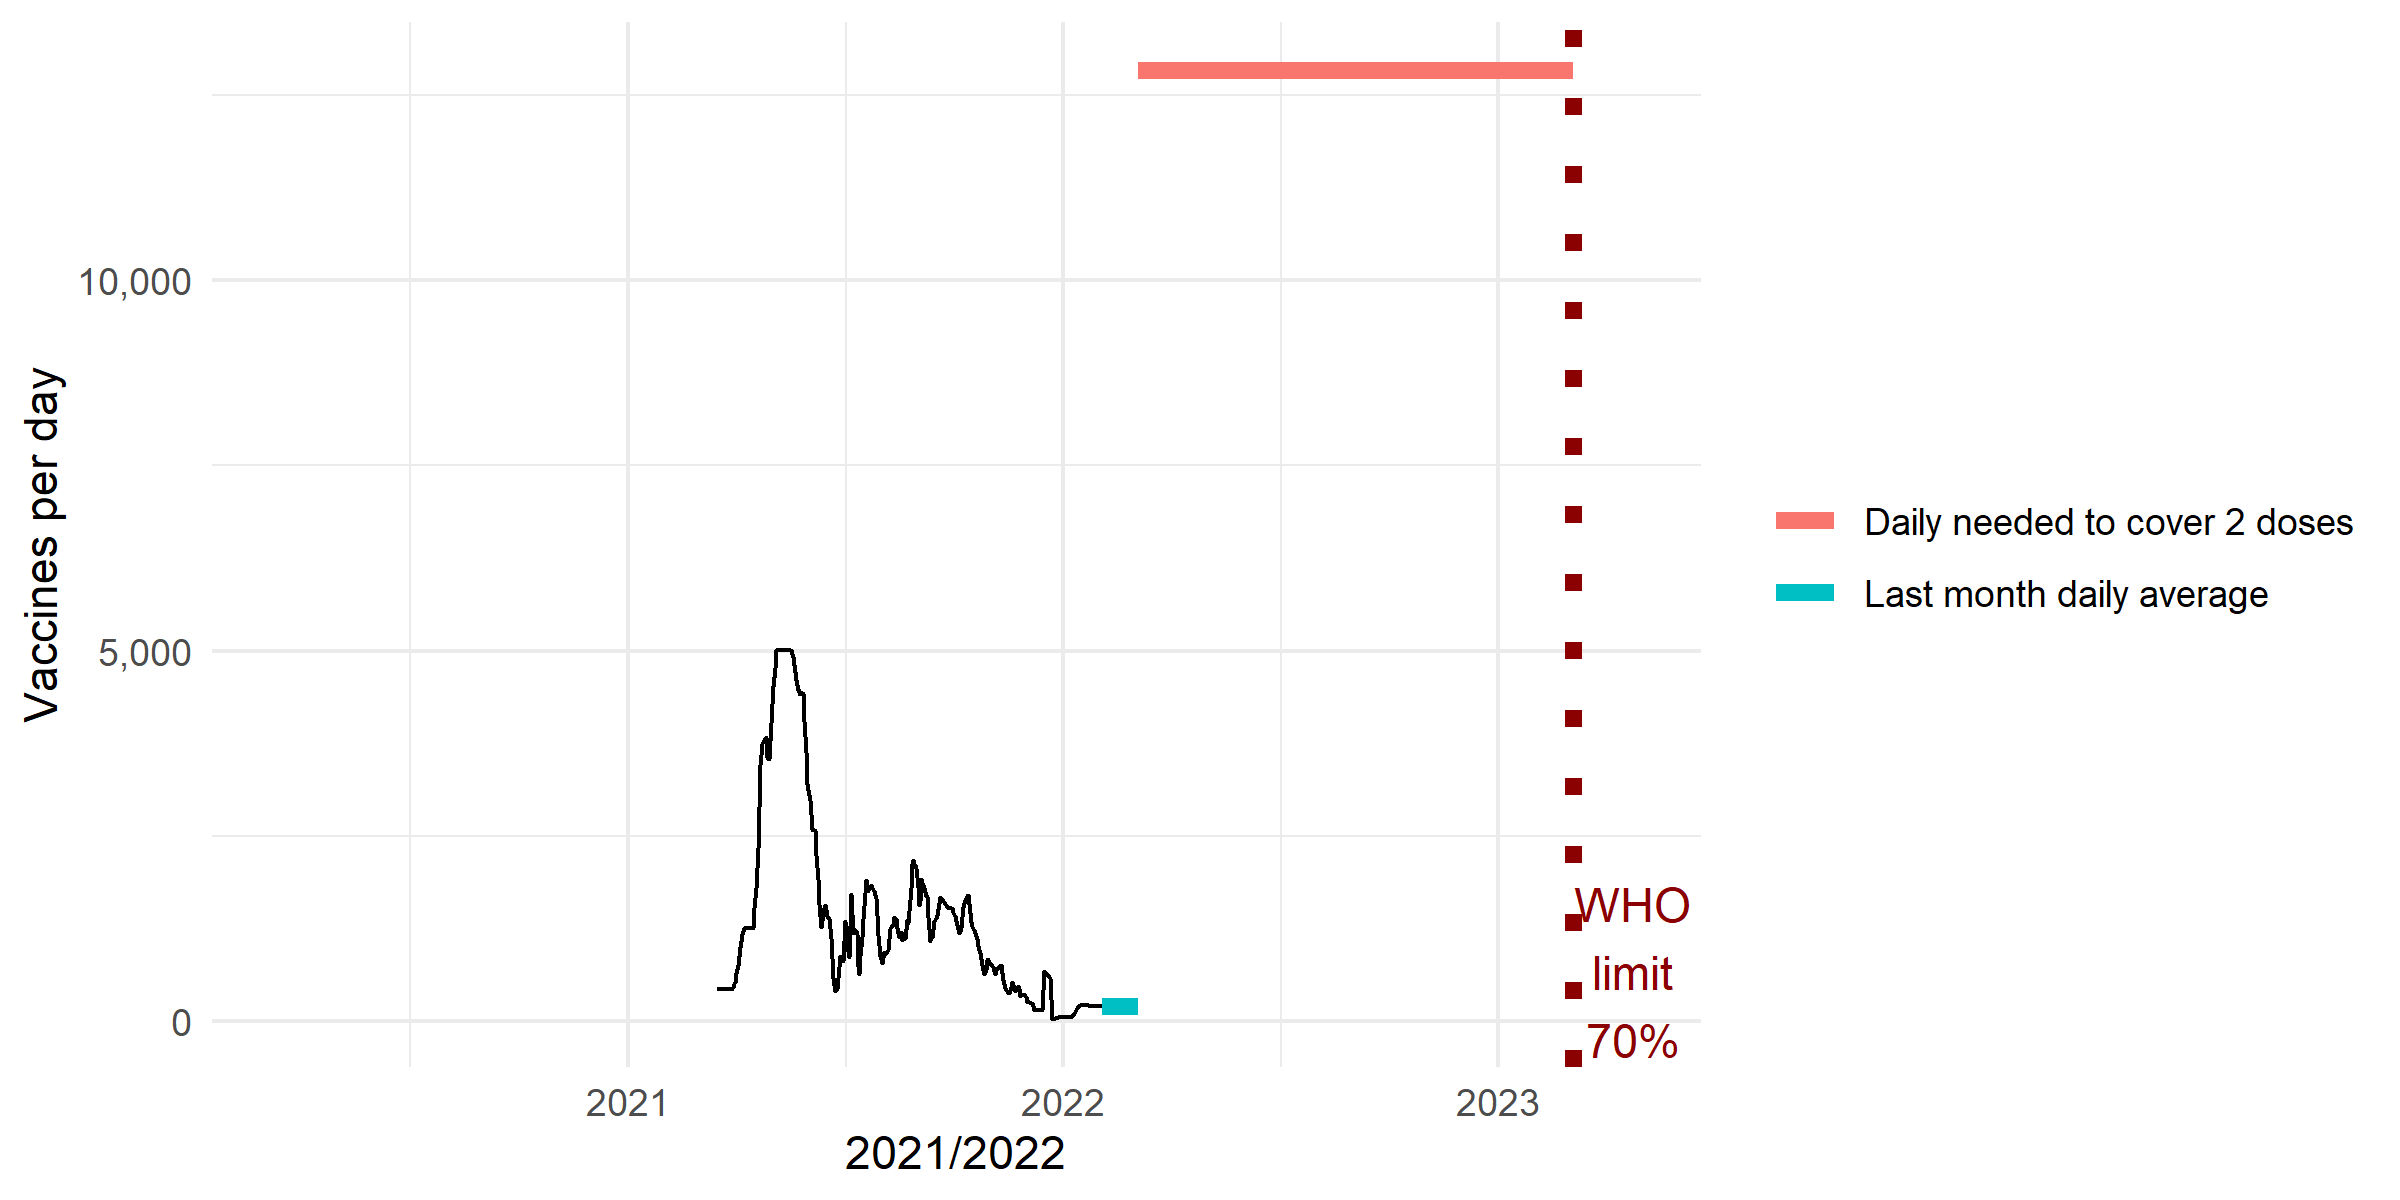 Vaccines per day
10,000
5,000
0
2021
2022
2023
2021/2022
WHO
limit
70%
Daily needed to cover 2 doses
Last month daily average